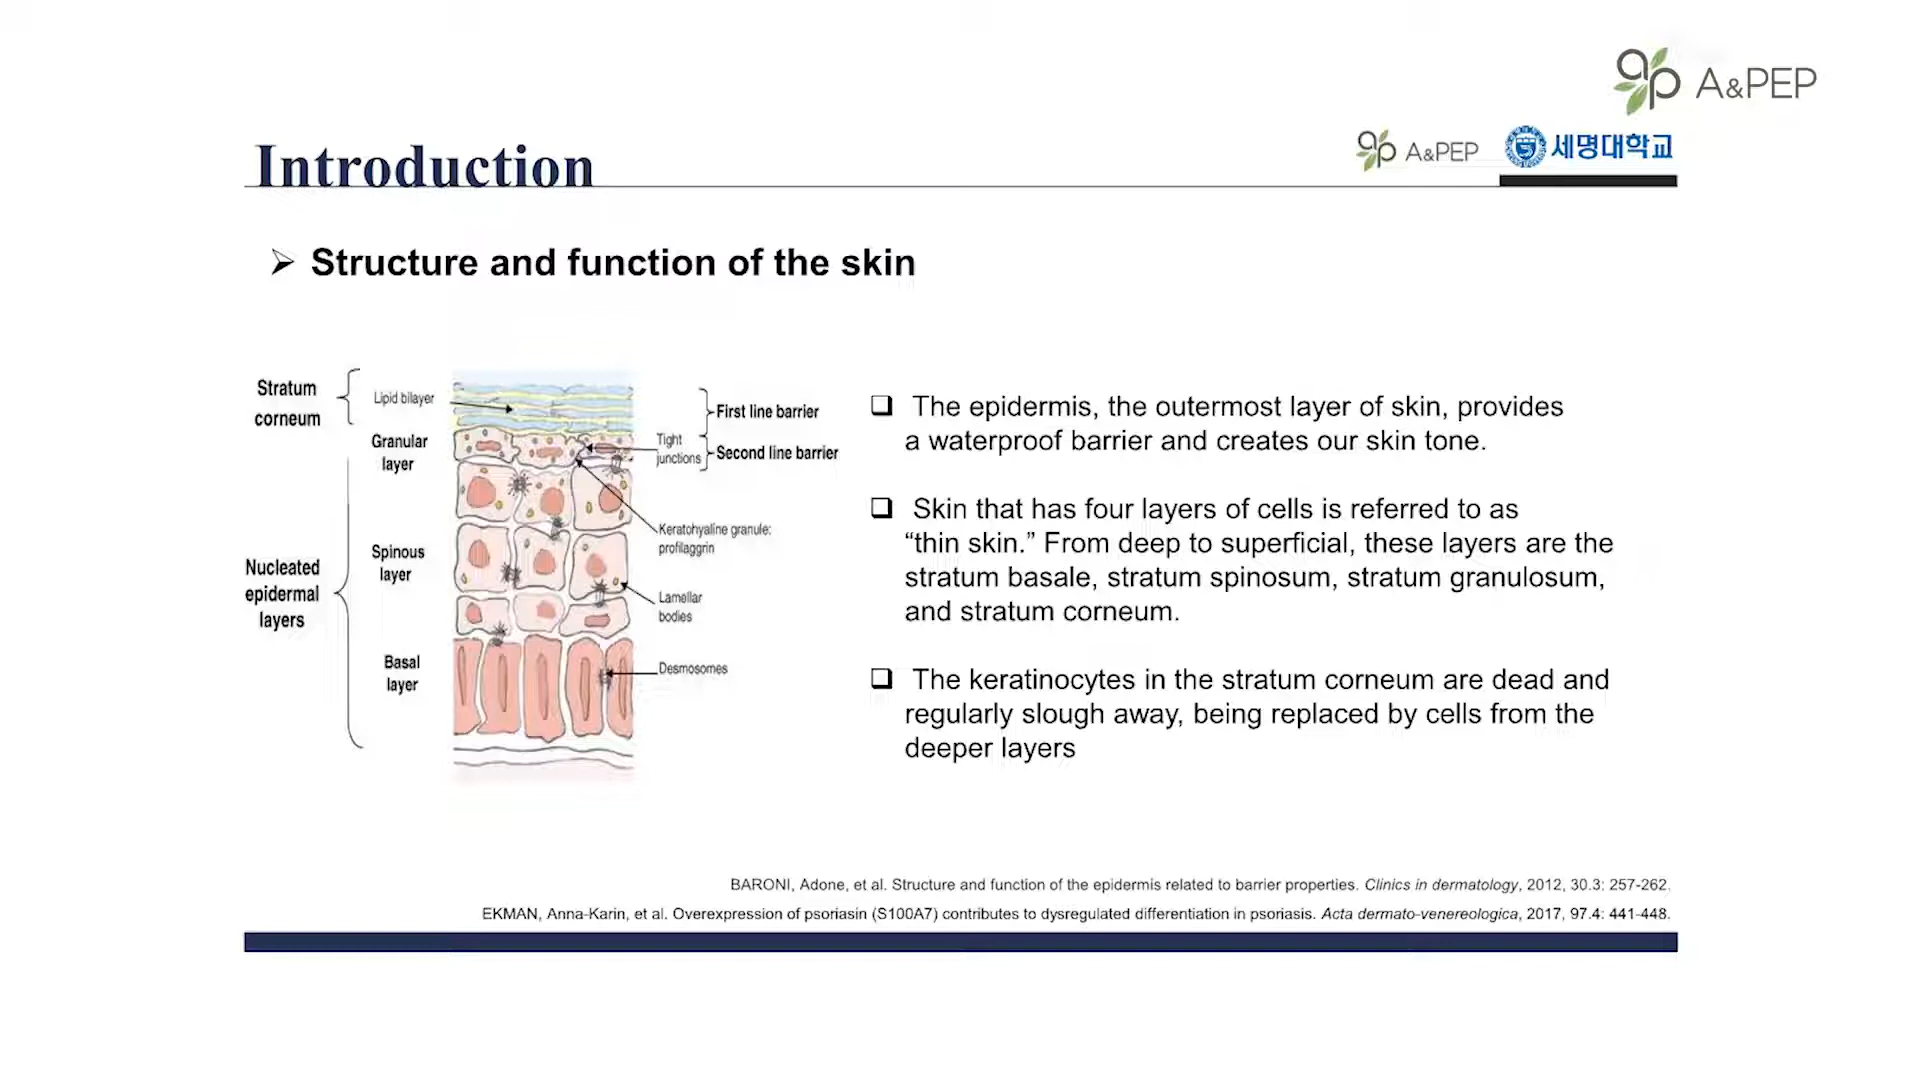 A&PEP
A&PEP
세명대학교
Introduction
Structure and function of the skin
Stratum
corneum
Lipid bilayer
Granular
layer
Nucleated
epidermal
layers
Spinous
layer
Basal
layer
First line barrier
Tight
junctions
Second line barrier
Keratohyaline granule:
profilaggrin
Lamellar
bodies
Desmosomes
The epidermis, the outermost layer of skin, provides
a waterproof barrier and creates our skin tone.
Skin that has four layers of cells is referred to as
“thin skin.” From deep to superficial, these layers are the
stratum basale, stratum spinosum, stratum granulosum,
and stratum corneum.
The keratinocytes in the stratum corneum are dead and
regularly slough away, being replaced by cells from the
deeper layers
BARONI, Adone, et al. Structure and function of the epidermis related to barrier properties. Clinics in dermatology, 2012, 30.3: 257-262.
EKMAN, Anna-Karin, et al. Overexpression of psoriasin (S100A7) contributes to dysregulated differentiation in psoriasis. Acta dermato-venereologica, 2017, 97.4: 441-448.